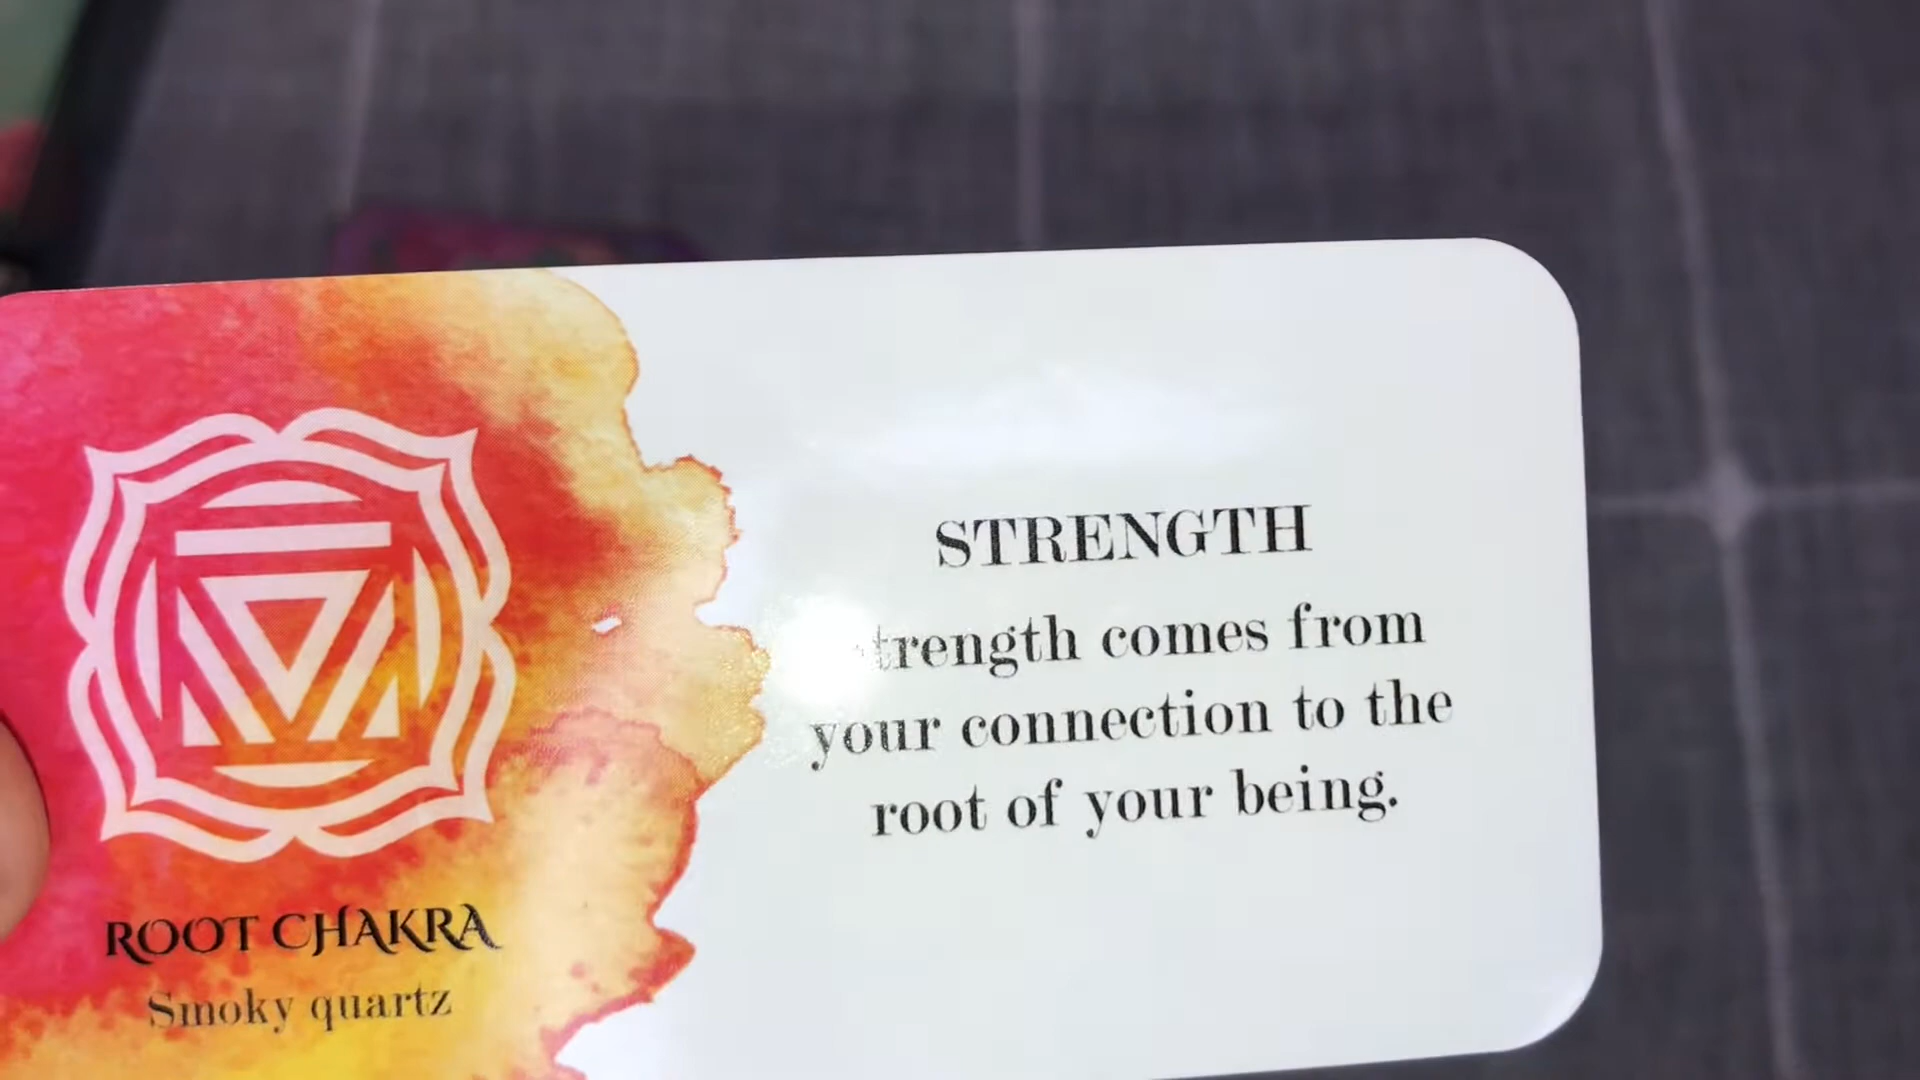 STRENGTH
trength comes from
your connection to the
root of your being.
ROOT CHAKRA
Smoky quartz